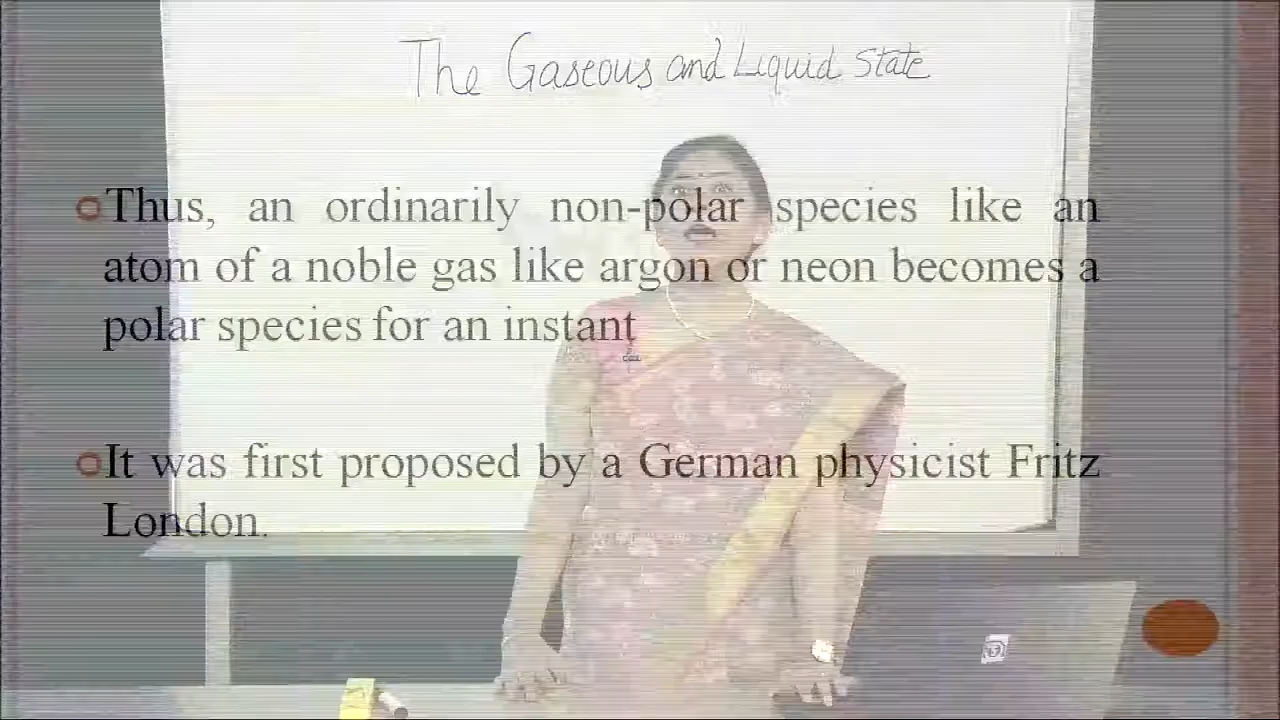 The Gaseous and Liquid State
Thus, an ordinarily non-polar species like an
atom of a noble gas like argon or neon becomes a
polar species for an instant
It was first proposed by a German physicist Fritz
London.